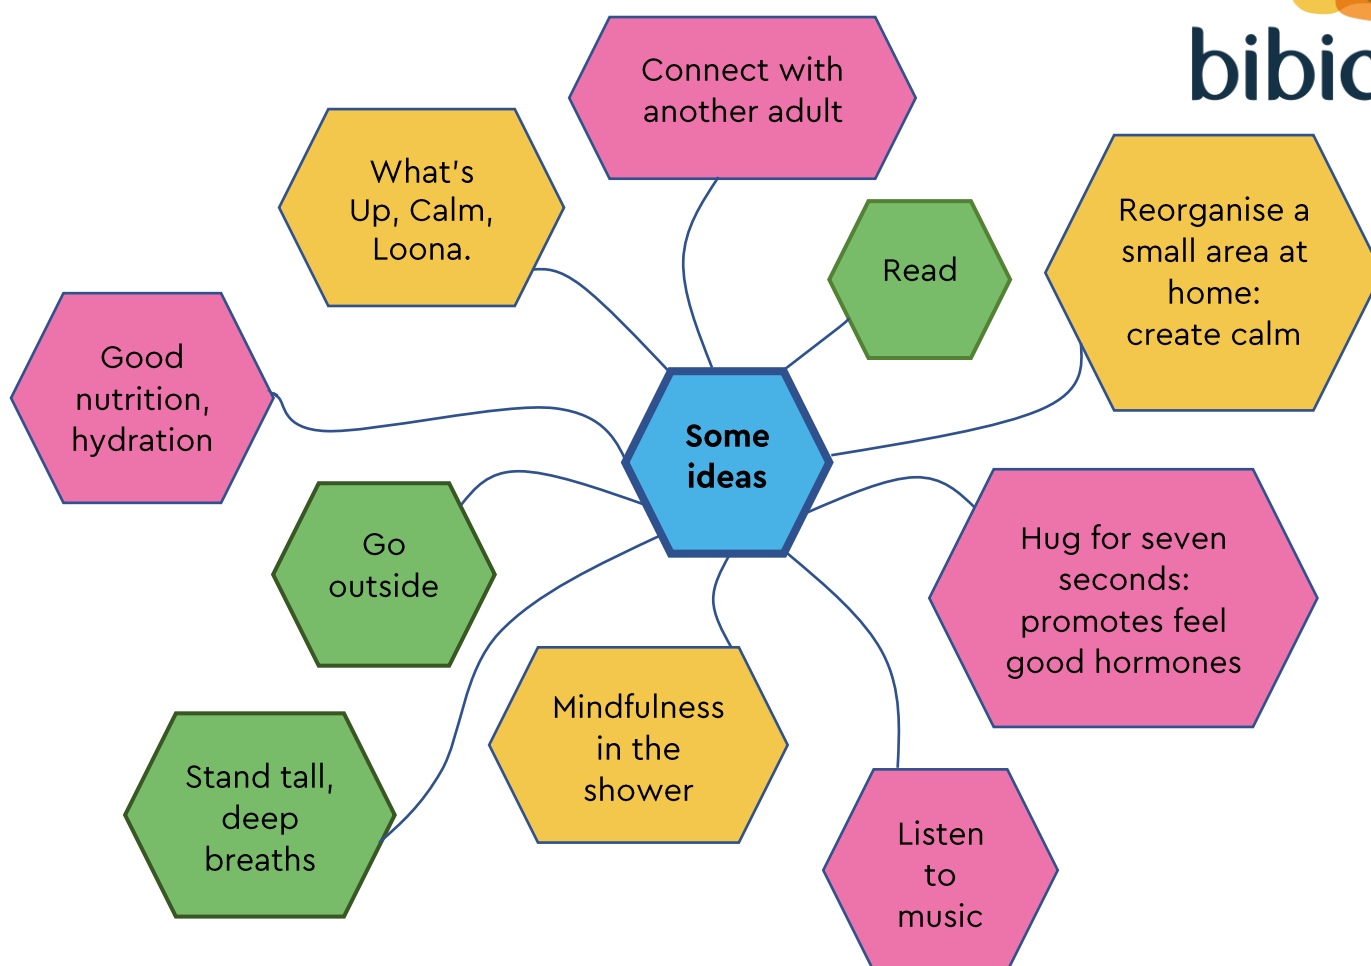 bibic
Connect with
another adult
What's
Up, Calm,
Loona.
Read
Reorganise a
small area at
home:
create calm
Good
nutrition,
hydration
Some
ideas
Go
outside
Hug for seven
seconds:
promotes feel
good hormones
Mindfulness
in the
shower
Stand tall,
deep
breaths
Listen
to
music